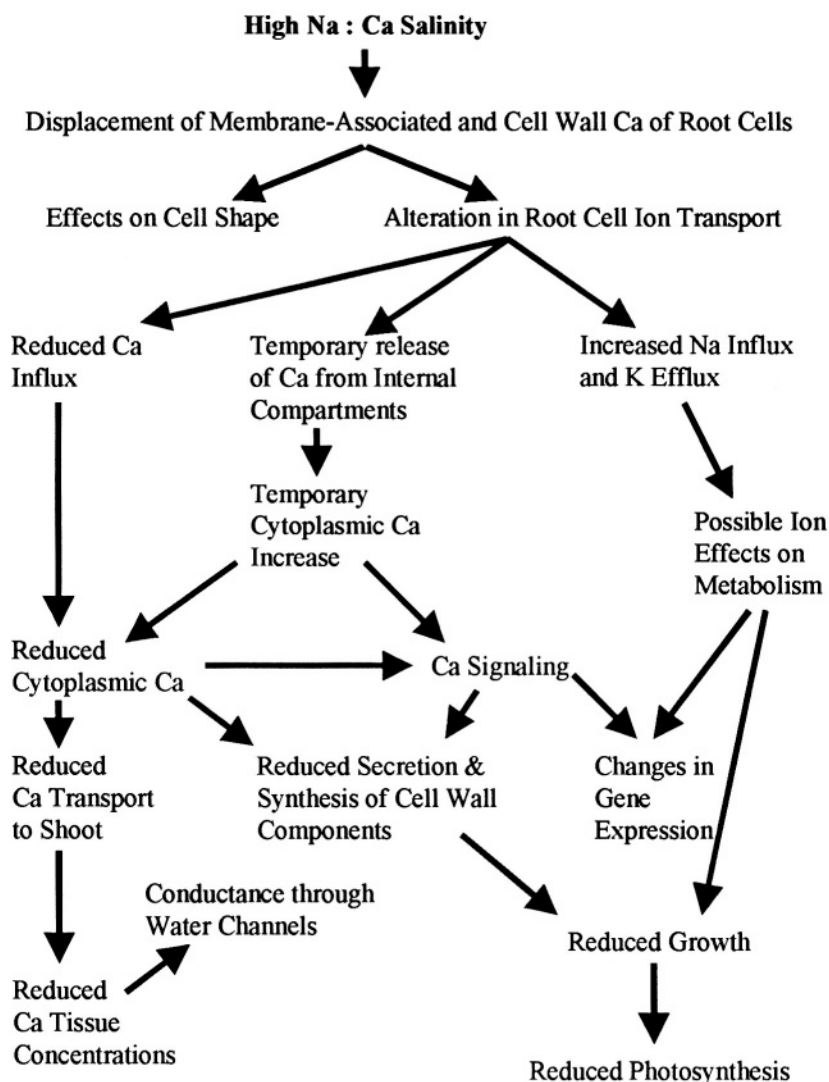 High Na : Ca Salinity
Displacement of Membrane-Associated and Cell Wall Ca of Root Cells
Effects on Cell Shape
Alteration in Root Cell Ion Transport
Reduced Ca
Influx
Temporary release
of Ca from Internal
Compartments
Increased Na Influx
and K Efflux
Temporary
Cytoplasmic Ca
Increase
Possible Ion
Effects on
Metabolism
Reduced
Cytoplasmic Ca
Ca Signaling
Reduced
Ca Transport
to Shoot
Reduced Secretion &
Synthesis of Cell Wall
Components
Changes in
Gene
Expression
Conductance through
Water Channels
Reduced Growth
Reduced
Ca Tissue
Concentrations
Reduced Photosynthesis